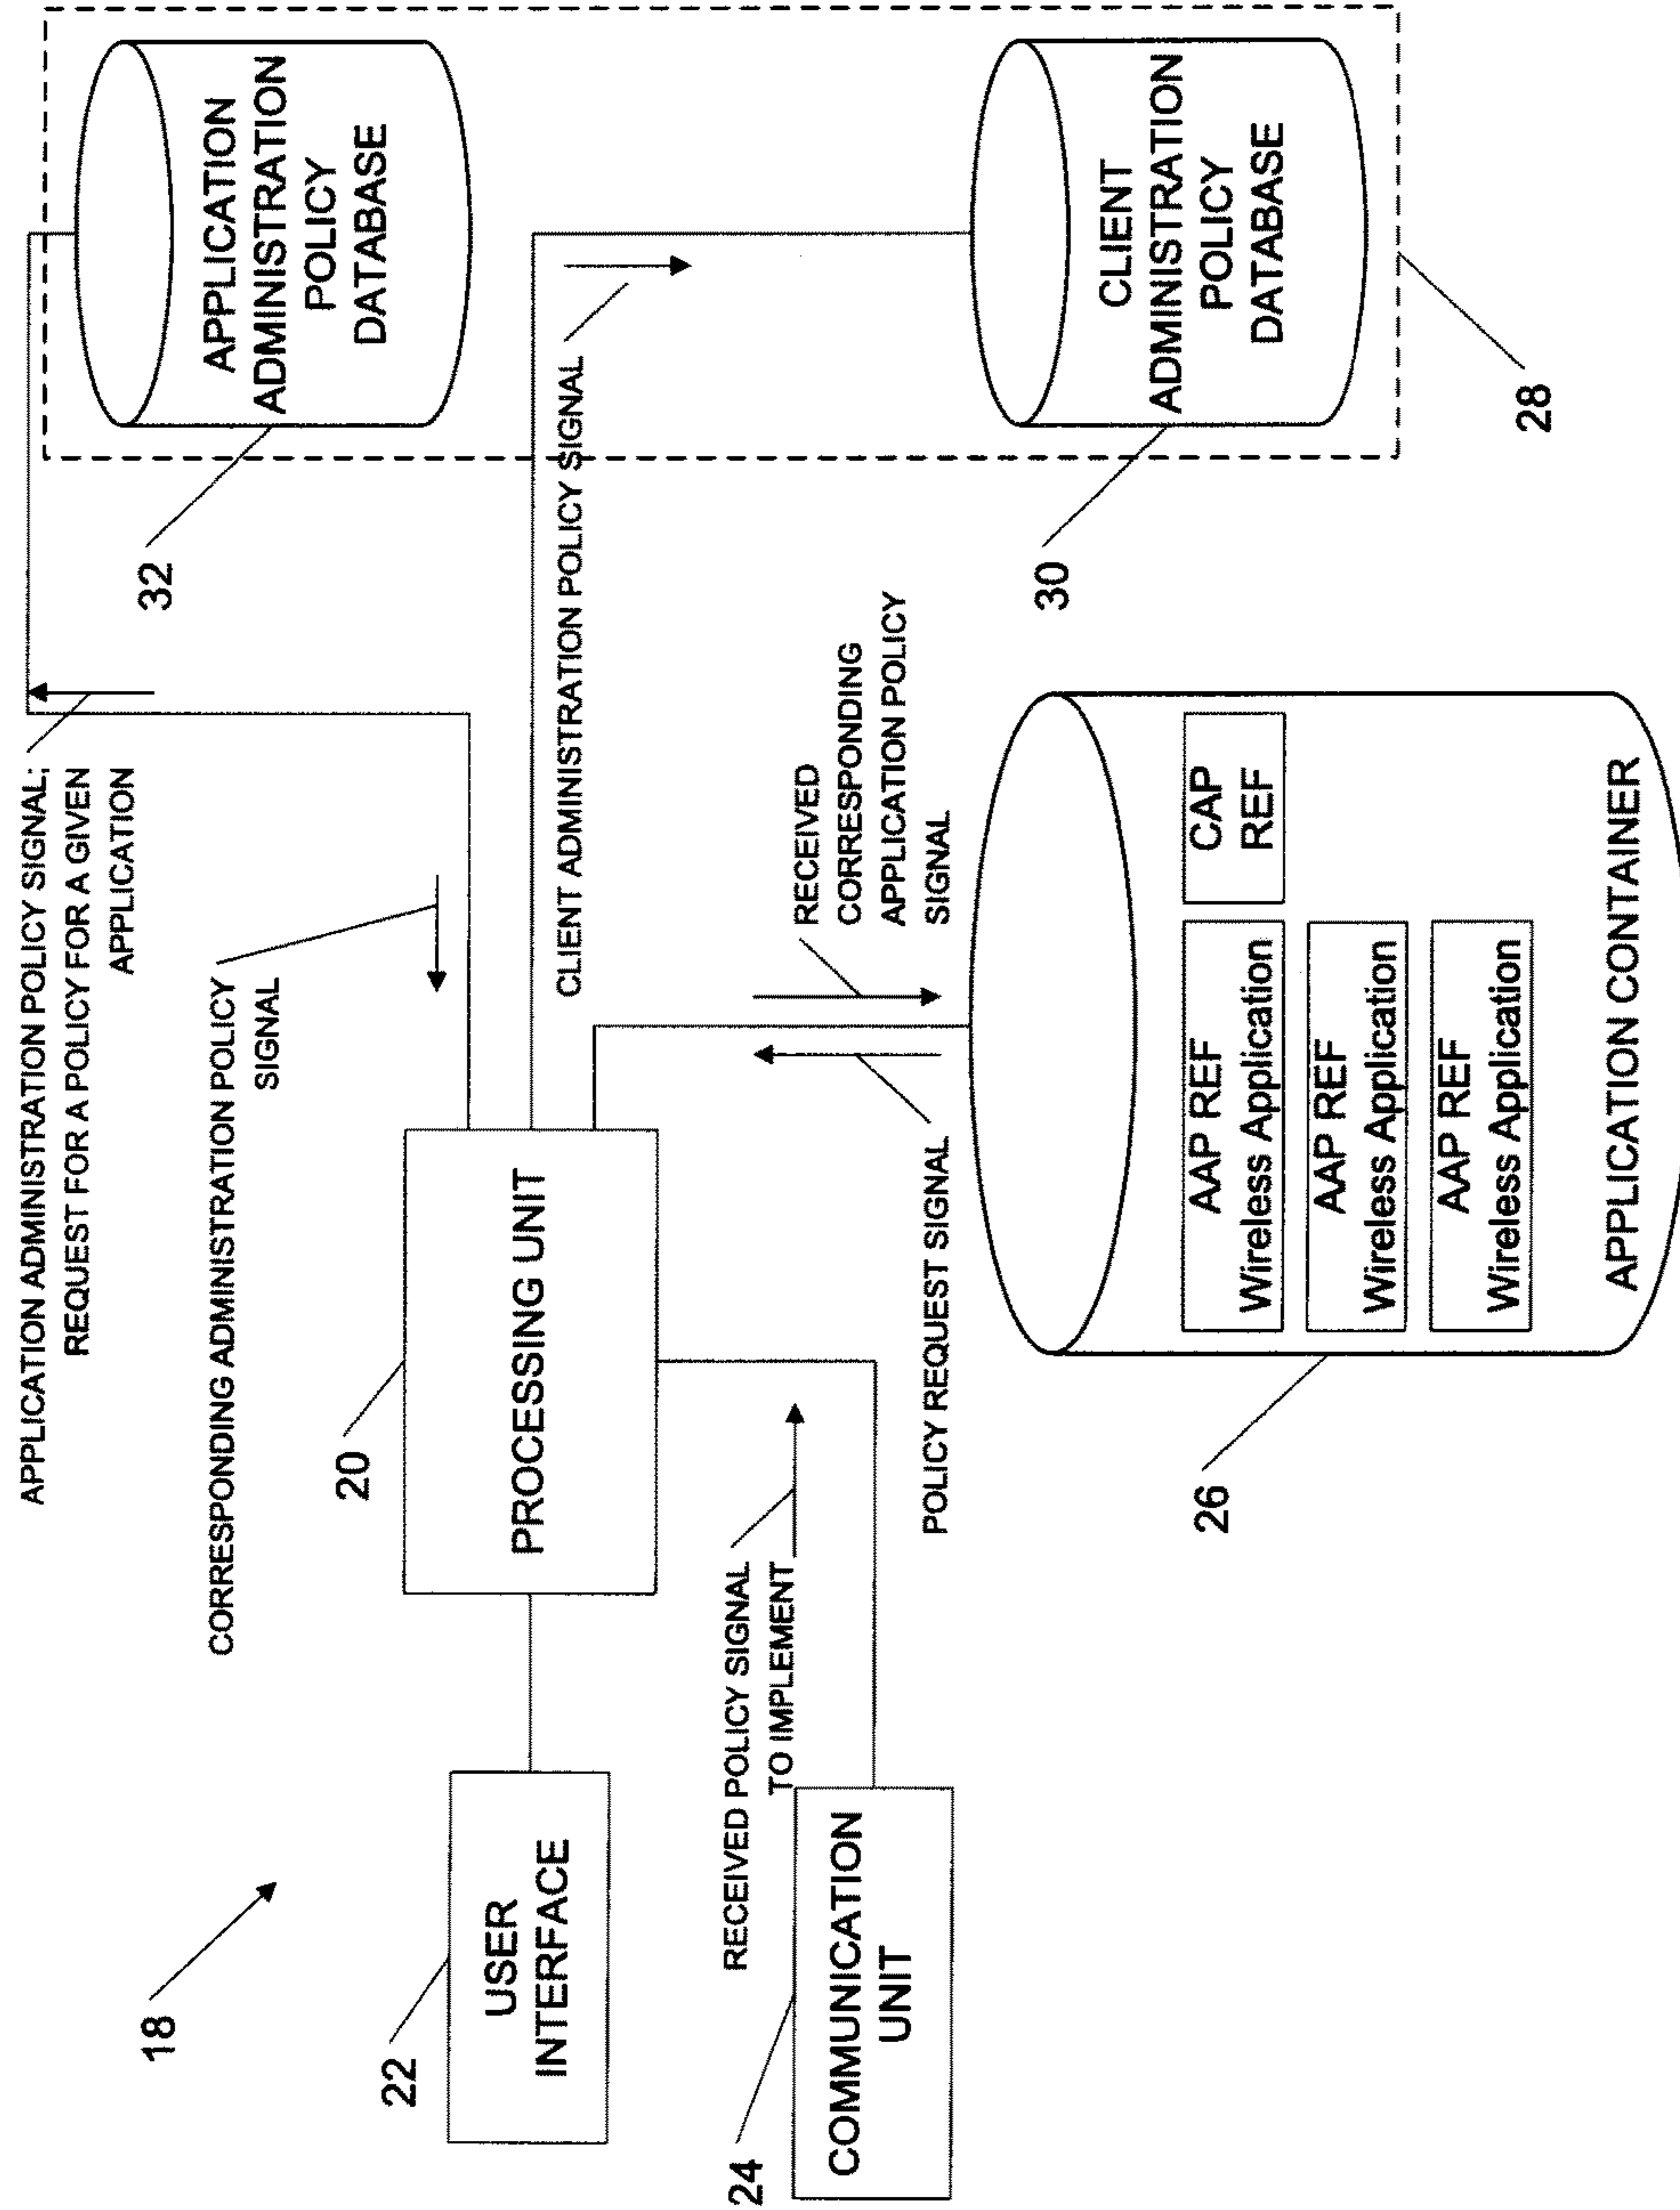 18
APPLICATION ADMINISTRATION POLICY SIGNAL;
REQUEST FOR A POLICY FOR A GIVEN
APPLICATION
CORRESPONDING ADMINISTRATION POLICY
SIGNAL
32
APPLICATION
ADMINISTRATION
POLICY
DATABASE
22
USER
INTERFACE
20
PROCESSING UNIT
CLIENT ADMINISTRATION POLICY SIGNAL
24
COMMUNICATION
UNIT
RECEIVED POLICY SIGNAL
TO IMPLEMENT
POLICY REQUEST SIGNAL
RECEIVED
CORRESPONDING
APPLICATION POLICY
SIGNAL
30
CLIENT
ADMINISTRATION
POLICY
DATABASE
28
26
AAP REF
Wireless Application
CAP
REF
AAP REF
Wireless Application
AAP REF
Wireless Application
APPLICATION CONTAINER